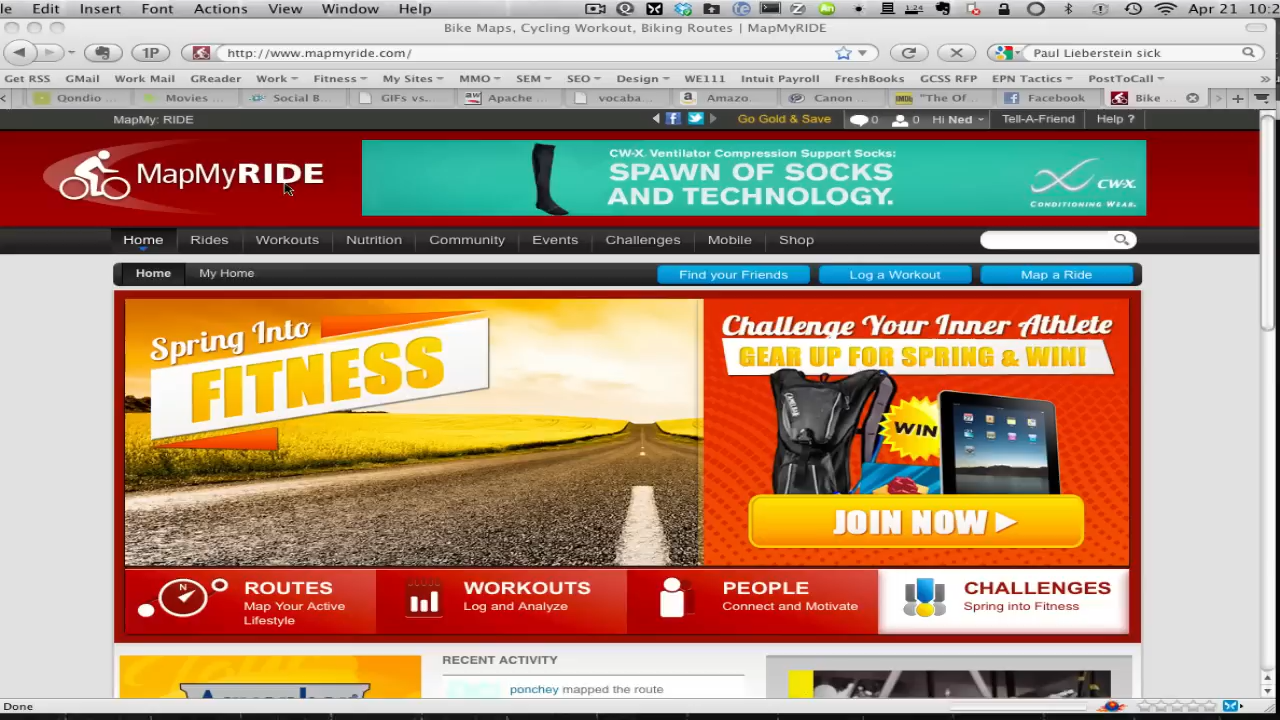 Edit Insert Font Actions View Window Help 1:24 Apr 21 10:2
Bike Maps, Cycling Workout, Biking Routes | MapMyRIDE
1P http://www.mapmyride.com/ Paul Lieberstein sick
Get RSS GMail Work Mail GReader Work Fitness My Sites MMO SEM SEO Design WE111 Intuit Payroll FreshBooks GCSS RFP EPN Tactics PostToCall
Qondio Movies ... Social B... GIFs vs. Apache ... vocaba... Amazo. Canon ... "The Of ... Facebook Bike ...
MapMy: RIDE Go Gold & Save 0 0 Hi Ned Tell-A-Friend Help ?
MapMyRIDE
CW-X Ventilator Compression Support Socks:
SPAWN OF SOCKS
AND TECHNOLOGY.
CW-X
CONDITIONING WEAR.
Home Rides Workouts Nutrition Community Events Challenges Mobile Shop
Home My Home Find your Friends Log a Workout Map a Ride
Spring Into
FITNESS
Challenge Your Inner Athlete
GEAR UP FOR SPRING & WIN!
WIN
JOIN NOW
N
ROUTES
Map Your Active
Lifestyle
WORKOUTS
Log and Analyze
PEOPLE
Connect and Motivate
CHALLENGES
Spring into Fitness
RECENT ACTIVITY
ponchey mapped the route
Done